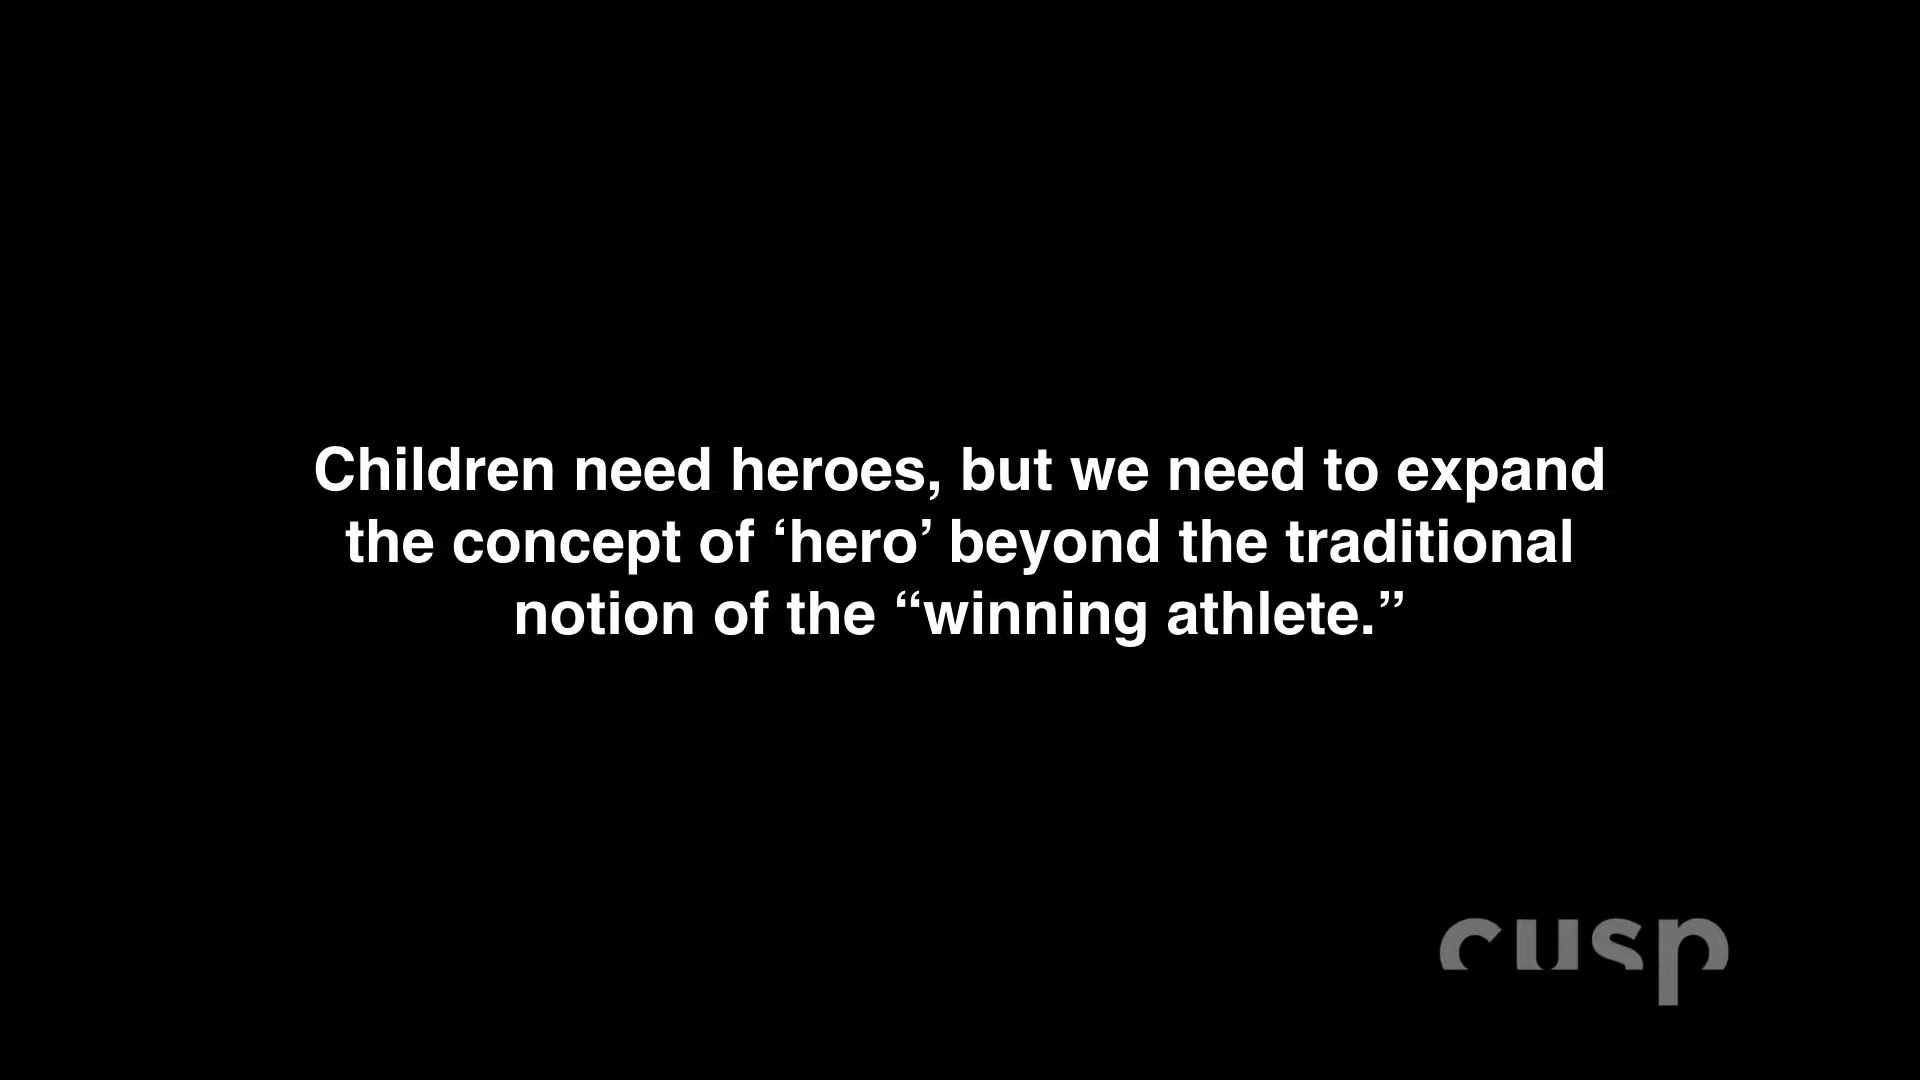 Children need heroes, but we need to expand
the concept of ‘hero’ beyond the traditional
notion of the “winning athlete.”
cusp